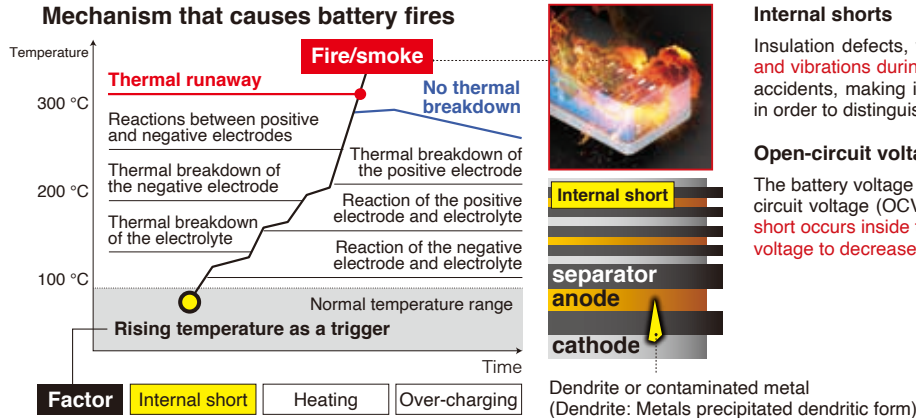 Mechanism that causes battery fires
Temperature
Fire/smoke
Thermal runaway
No thermal
breakdown
300 °C
Reactions between positive
and negative electrodes
Thermal breakdown of
the positive electrode
Thermal breakdown of
the negative electrode
200 °C
Reaction of the positive
electrode and electrolyte
Thermal breakdown
of the electrolyte
Reaction of the negative
electrode and electrolyte
100 °C
Normal temperature range
Rising temperature as a trigger
Time
Factor
Internal short
Heating
Over-charging
Internal short
separator
anode
cathode
Dendrite or contaminated metal
(Dendrite: Metals precipitated dendritic form)
Internal shorts
Insulation defects,
and vibrations durin
accidents, making i
in order to distinguis
Open-circuit volta
The battery voltage
circuit voltage (OCV
short occurs inside
voltage to decrease